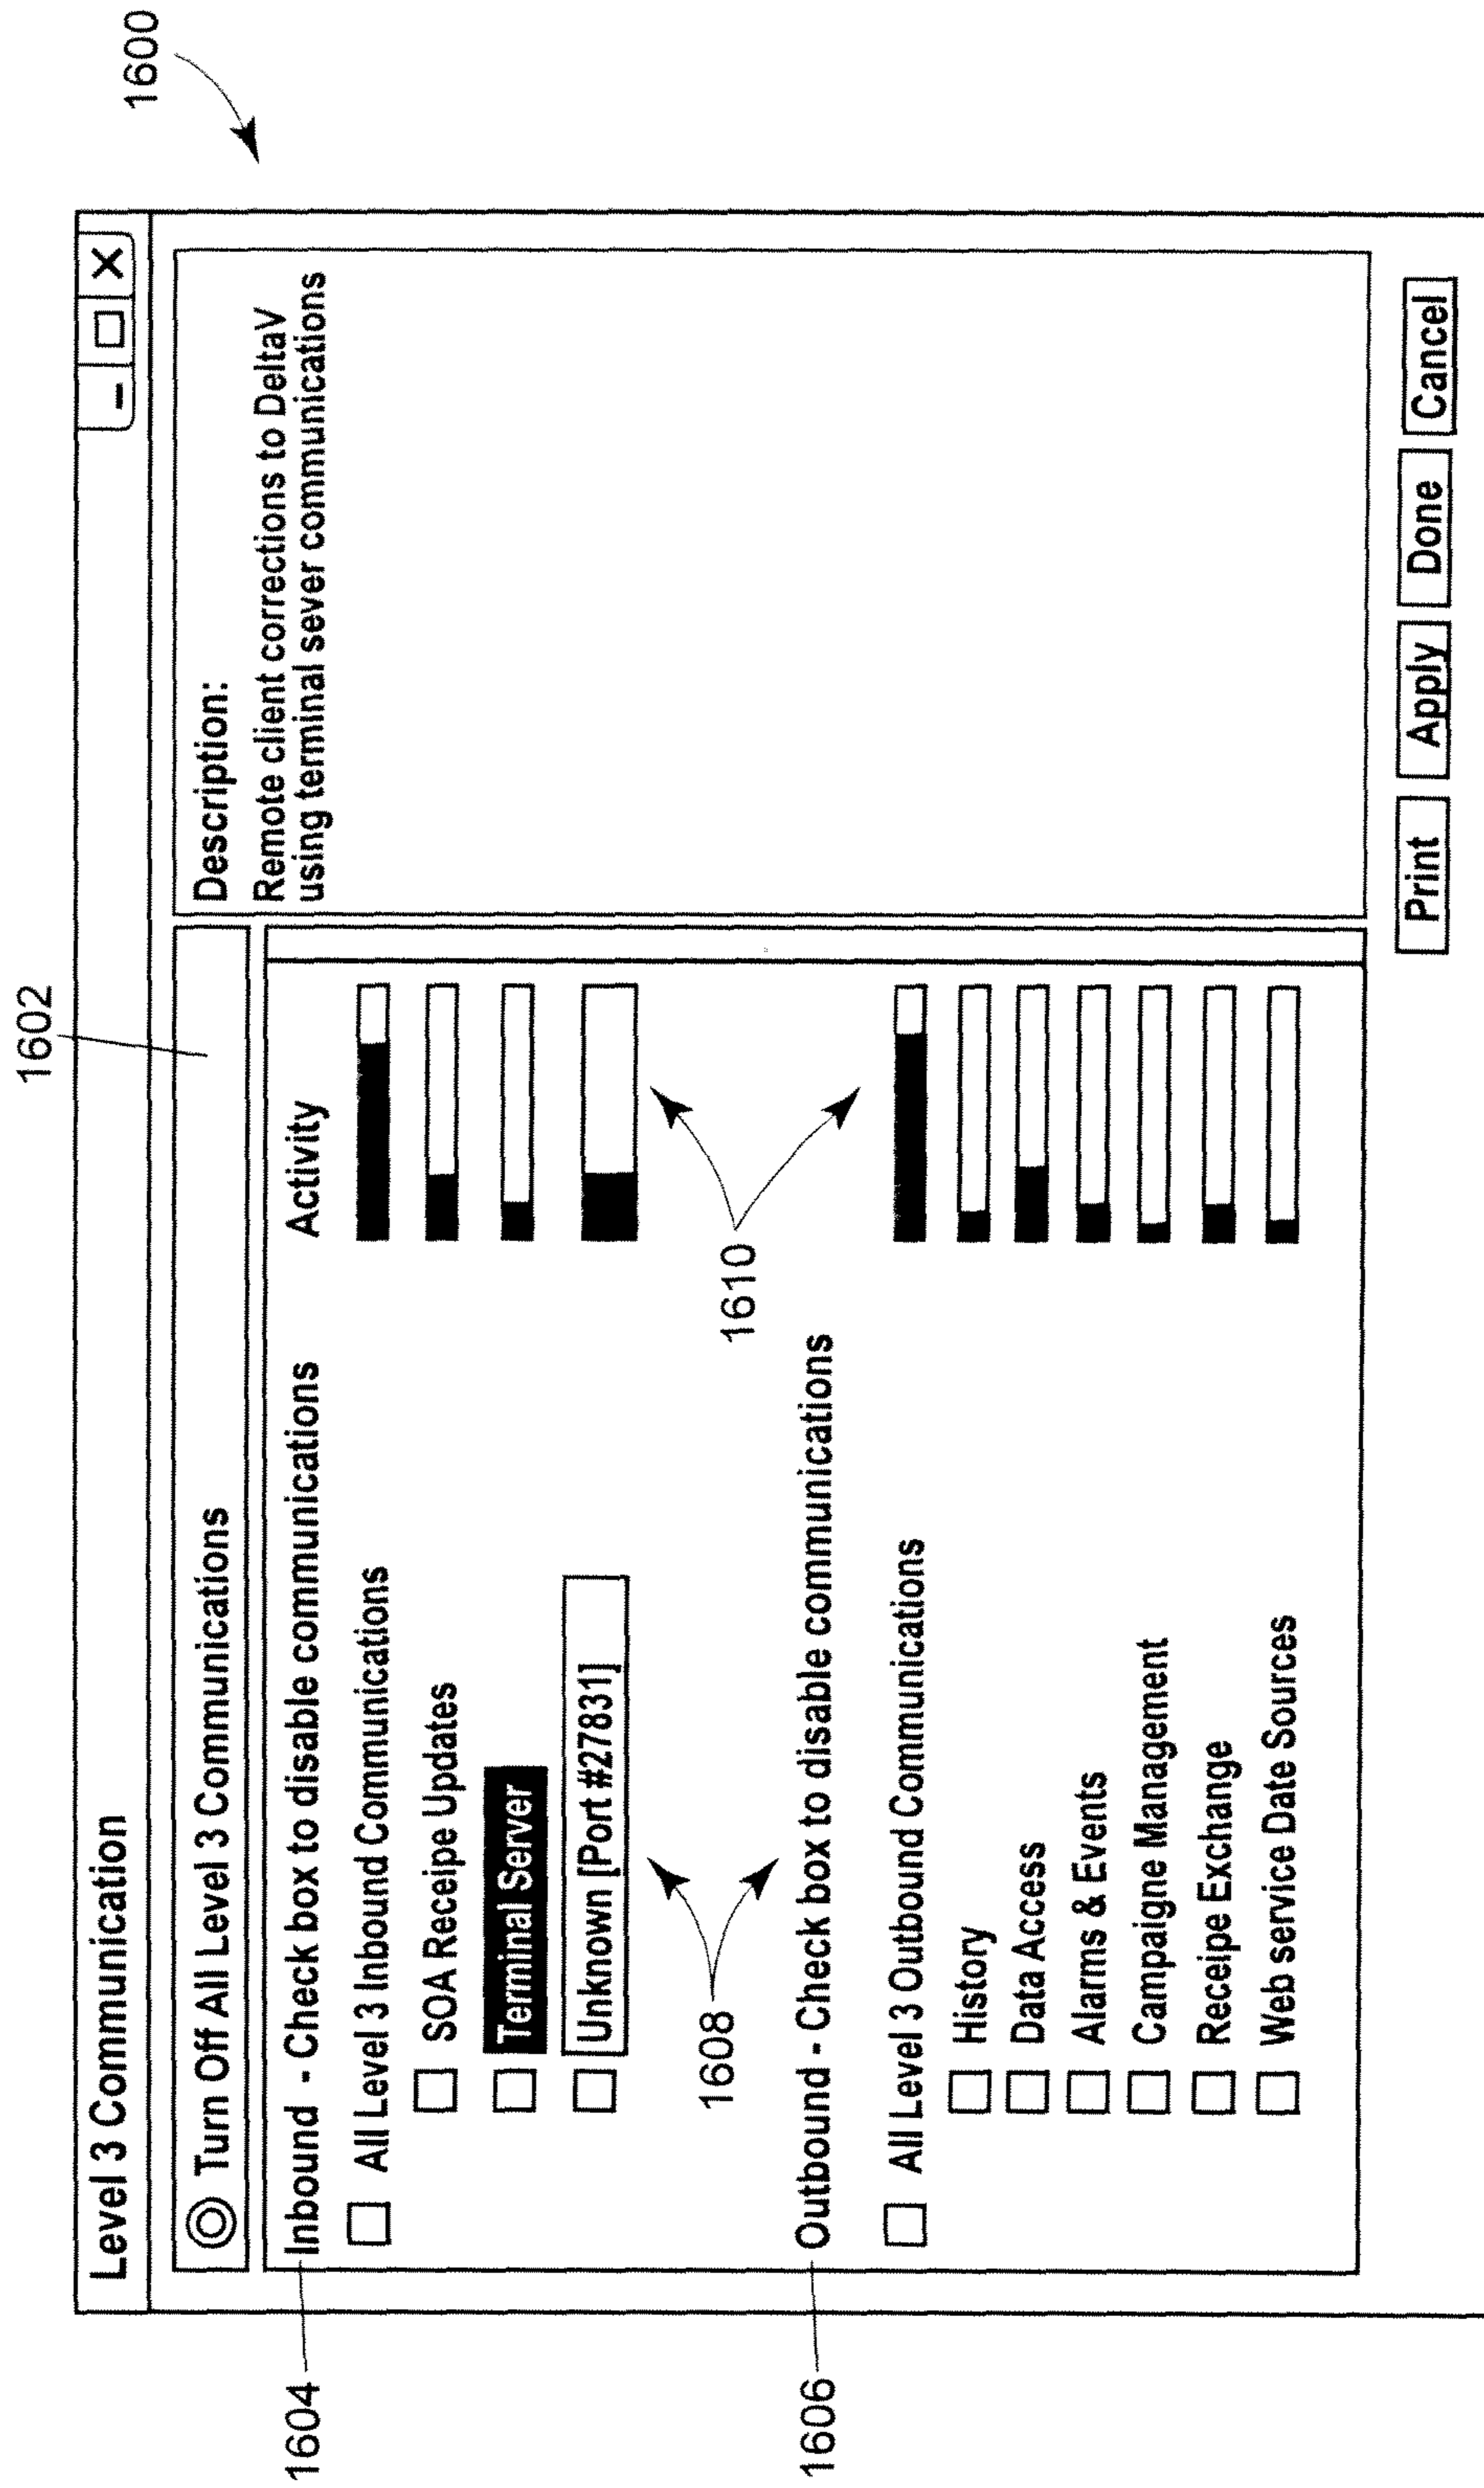 1600
1602
Level 3 Communication
Turn Off All Level 3 Communications
1604
Inbound - Check box to disable communications
Activity
All Level 3 Inbound Communications
SOA Receipe Updates
Terminal Server
Unknown [Port #27831]
1608
1610
1606
Outbound - Check box to disable communications
All Level 3 Outbound Communications
History
Data Access
Alarms & Events
Campaigne Management
Receipe Exchange
Web service Date Sources
Description:
Remote client corrections to DeltaV
using terminal sever communications
Print
Apply
Done
Cancel